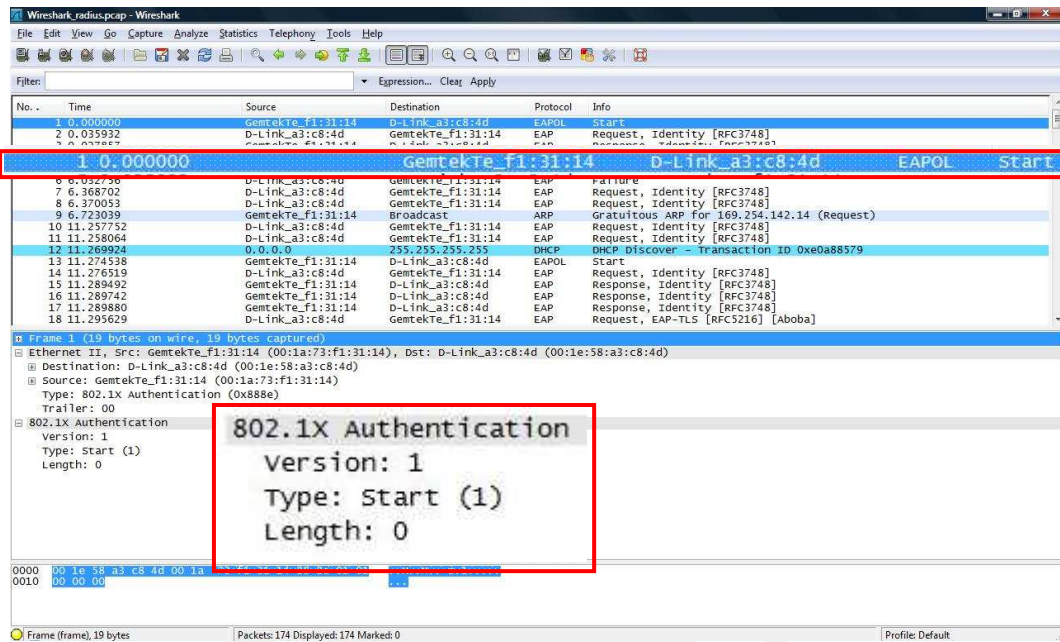 Wireshark_radius.pcap - Wireshark
File Edit View Go Capture Analyze Statistics Telephony Tools Help
Filter: Expression... Clear Apply
No. . Time Source Destination Protocol Info
1 0.000000 GemtekTe_f1:31:14 D-Link_a3:c8:4d EAPOL Start
2 0.035932 D-Link_a3:c8:4d GemtekTe_f1:31:14 EAP Request, Identity [RFC3748]
1 0.000000 GemtekTe_f1:31:14 D-Link_a3:c8:4d EAPOL Start
6 6.032756 D-Link_a3:c8:4d GemtekTe_f1:31:14 EAP Failure
7 6.368702 D-Link_a3:c8:4d GemtekTe_f1:31:14 EAP Request, Identity [RFC3748]
8 6.370053 D-Link_a3:c8:4d GemtekTe_f1:31:14 EAP Request, Identity [RFC3748]
9 6.723039 GemtekTe_f1:31:14 Broadcast ARP Gratuitous ARP for 169.254.142.14 (Request)
10 11.257752 D-Link_a3:c8:4d GemtekTe_f1:31:14 EAP Request, Identity [RFC3748]
11 11.258064 D-Link_a3:c8:4d GemtekTe_f1:31:14 EAP Request, Identity [RFC3748]
12 11.269924 0.0.0.0 255.255.255.255 DHCP DHCP Discover - Transaction ID 0xe0a88579
13 11.274538 GemtekTe_f1:31:14 D-Link_a3:c8:4d EAPOL Start
14 11.276519 D-Link_a3:c8:4d GemtekTe_f1:31:14 EAP Request, Identity [RFC3748]
15 11.289492 GemtekTe_f1:31:14 D-Link_a3:c8:4d EAP Response, Identity [RFC3748]
16 11.289742 GemtekTe_f1:31:14 D-Link_a3:c8:4d EAP Response, Identity [RFC3748]
17 11.289880 GemtekTe_f1:31:14 D-Link_a3:c8:4d EAP Response, Identity [RFC3748]
18 11.295629 D-Link_a3:c8:4d GemtekTe_f1:31:14 EAP Request, EAP-TLS [RFC5216] [Aboba]
Frame 1 (19 bytes on wire, 19 bytes captured)
Ethernet II, Src: GemtekTe_f1:31:14 (00:1a:73:f1:31:14), Dst: D-Link_a3:c8:4d (00:1e:58:a3:c8:4d)
Destination: D-Link_a3:c8:4d (00:1e:58:a3:c8:4d)
Source: GemtekTe_f1:31:14 (00:1a:73:f1:31:14)
Type: 802.1X Authentication (0x888e)
Trailer: 00
802.1X Authentication
Version: 1
Type: Start (1)
Length: 0
802.1X Authentication
Version: 1
Type: Start (1)
Length: 0
0000 00 1e 58 a3 c8 4d 00 1a
0010 00 00 00 ...
Frame (frame), 19 bytes Packets: 174 Displayed: 174 Marked: 0 Profile: Default